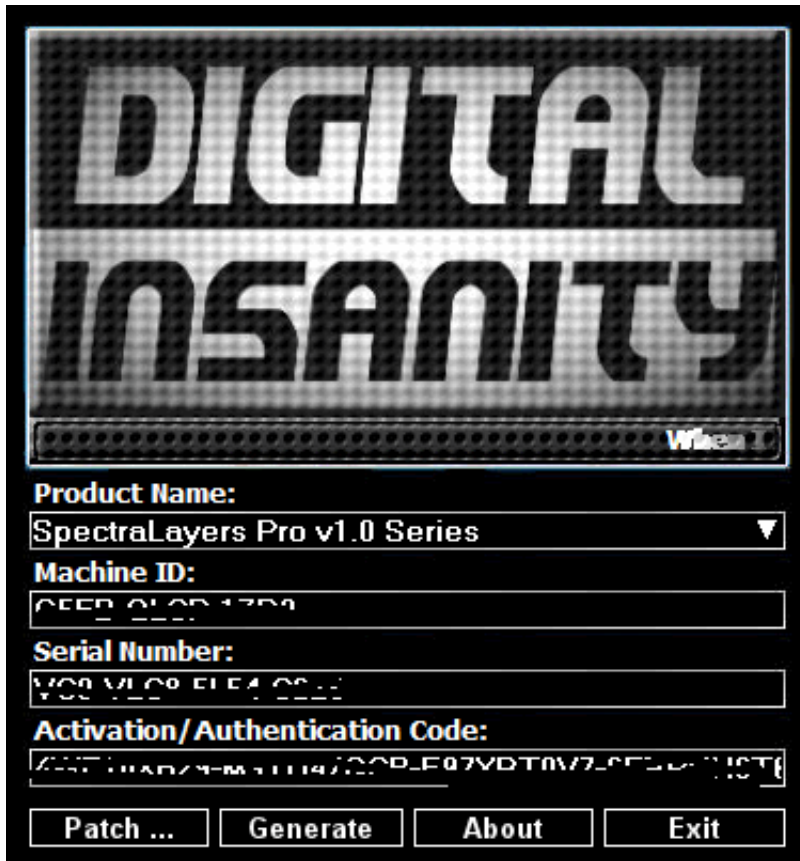 DIGITAL
INSANITY
When I
Product Name:
SpectraLayers Pro v1.0 Series
Machine ID:
Serial Number:
Activation/Authentication Code:
Patch ...
Generate
About
Exit